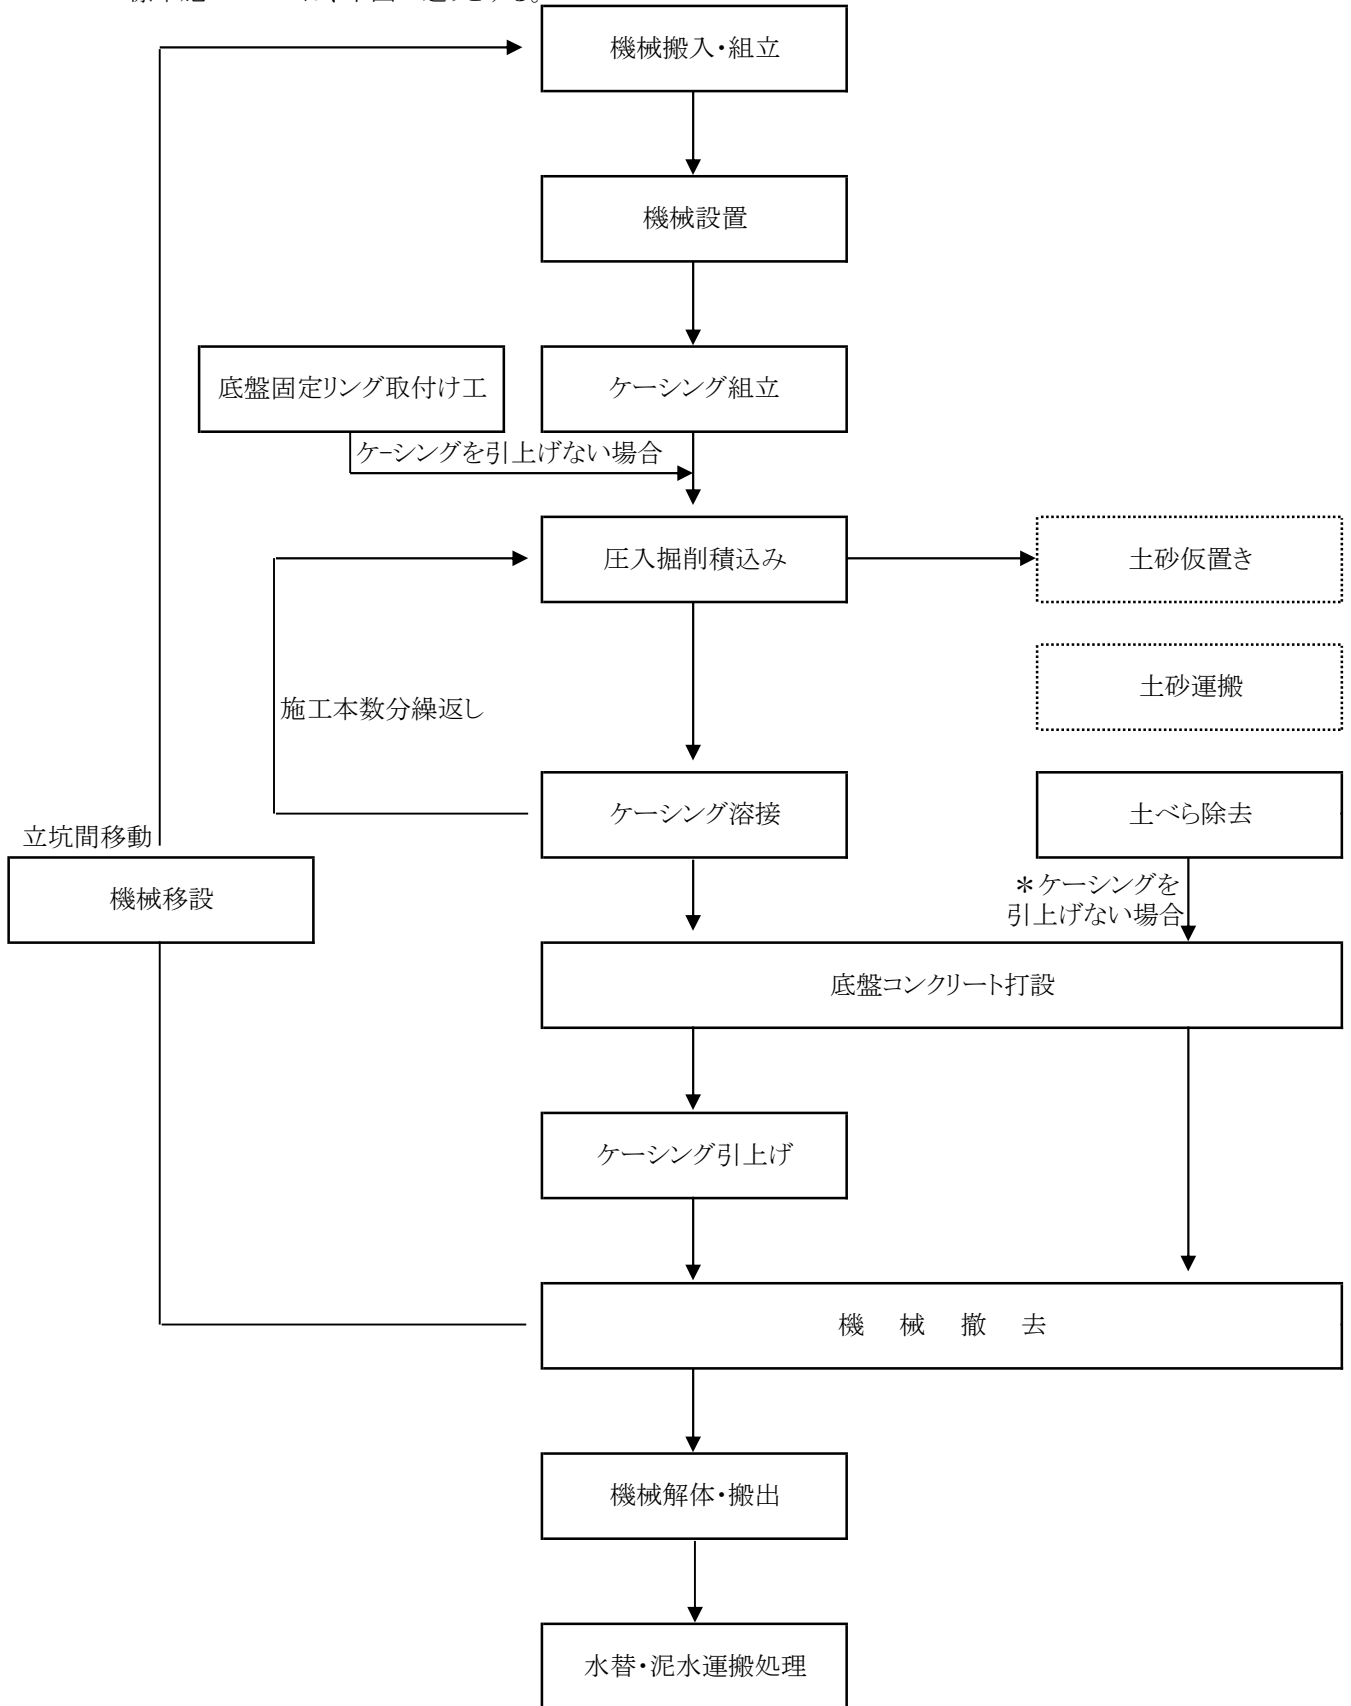 機械搬入・組立
機械設置
底盤固定リング取付け工
ケーシング組立
ケｰシングを引上げない場合
圧入掘削積込み
土砂仮置き
土砂運搬
施工本数分繰返し
ケーシング溶接
土べら除去
立坑間移動
機械移設
＊ケーシングを
引上げない場合
底盤コンクリート打設
ケーシング引上げ
機　械　撤　去
機械解体・搬出
水替・泥水運搬処理